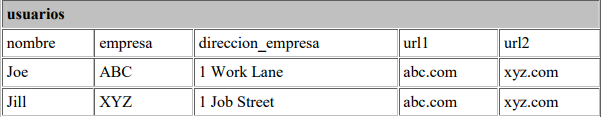 usuarios
nombre empresa direccion_empresa url1 url2
Joe ABC 1 Work Lane abc.com xyz.com
Jill XYZ 1 Job Street abc.com xyz.com